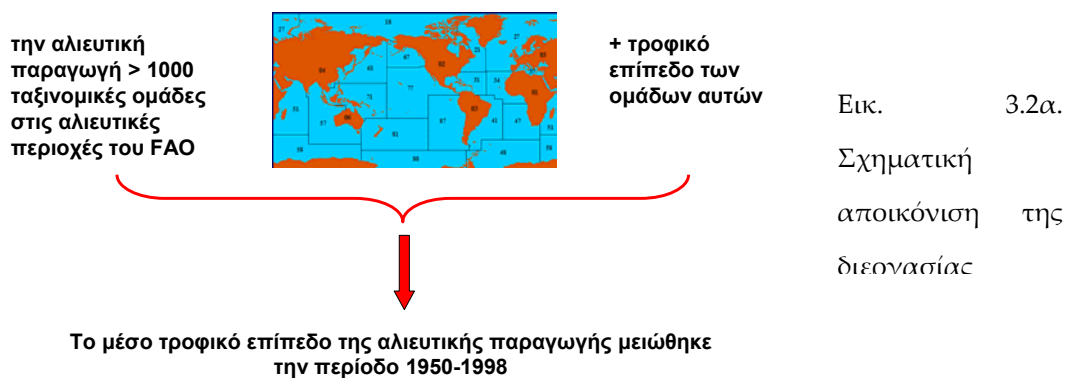 την αλιευτική
παραγωγή > 1000
ταξινομικές ομάδες
στις αλιευτικές
περιοχές του FAO
+ τροφικό
επίπεδο των
ομάδων αυτών
Εικ. 3.2α.
Σχηματική
αποικόνιση της
διεργασίας
Το μέσο τροφικό επίπεδο της αλιευτικής παραγωγής μειώθηκε
την περίοδο 1950-1998